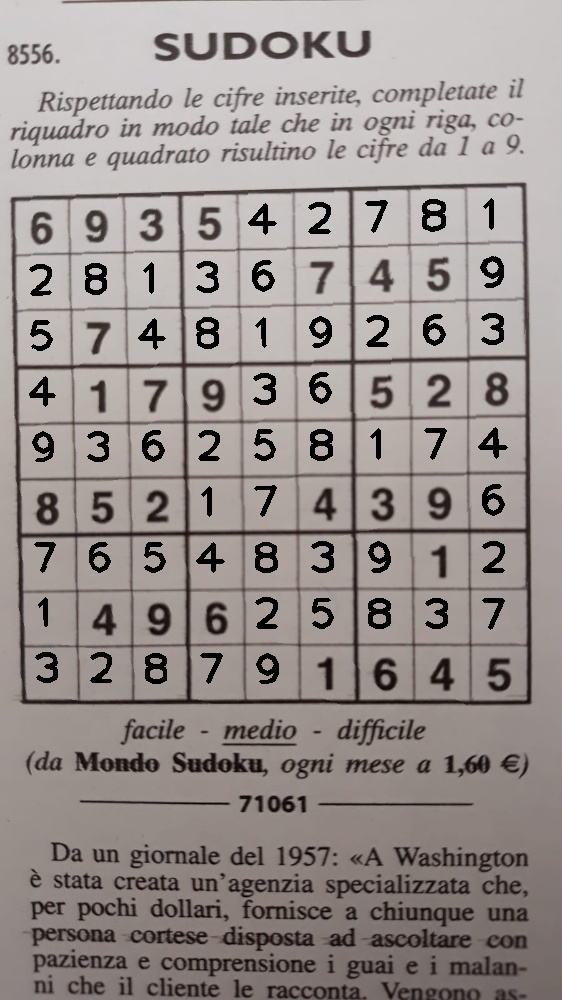 8556. SUDOKU
Rispettando le cifre inserite, completate il
riquadro in modo tale che in ogni riga, co-
lonna e quadrato risultino le cifre da 1 a 9.
6 9 3 5 4 2 7 8 1
2 8 1 3 6 7 4 5 9
5 7 4 8 1 9 2 6 3
4 1 7 9 3 6 5 2 8
9 3 6 2 5 8 1 7 4
8 5 2 1 7 4 3 9 6
7 6 5 4 8 3 9 1 2
1 4 9 6 2 5 8 3 7
3 2 8 7 9 1 6 4 5
facile - medio - difficile
(da Mondo Sudoku, ogni mese a 1,60 €)
71061
Da un giornale del 1957: «A Washington
è stata creata un'agenzia specializzata che,
per pochi dollari, fornisce a chiunque una
persona cortese disposta ad ascoltare con
pazienza e comprensione i guai e i malan-
ni che il cliente le racconta. Vengono as-